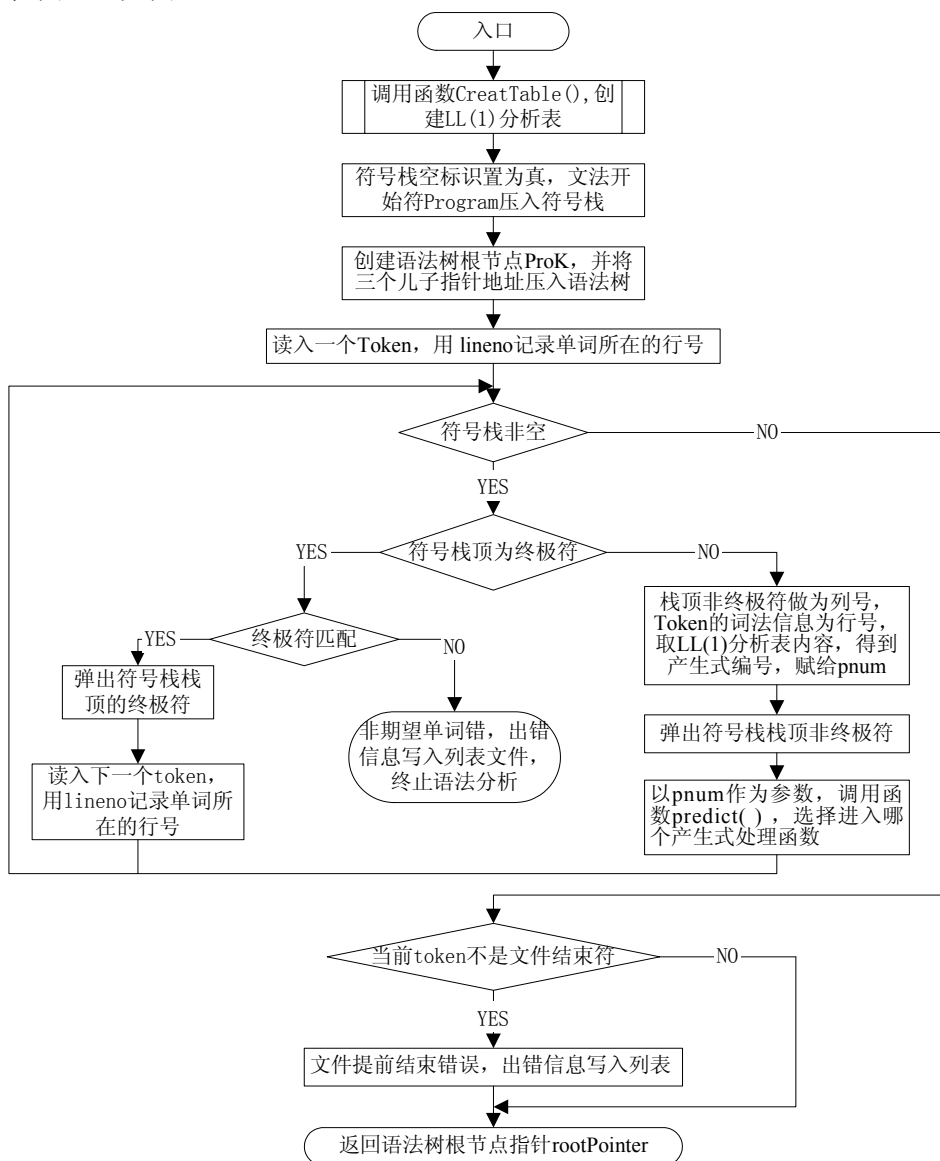 入口
调用函数CreatTable(),创
建LL(1)分析表
符号栈空标识置为真，文法开
始符Program压入符号栈
创建语法树根节点ProK，并将
三个儿子指针地址压入语法树
读入一个Token，用 lineno记录单词所在的行号
符号栈非空
NO
YES
符号栈顶为终极符
YES
NO
栈顶非终极符做为列号，
Token的词法信息为行号，
取LL(1)分析表内容，得到
产生式编号，赋给pnum
终极符匹配
YES
NO
弹出符号栈栈
顶的终极符
非期望单词错，出错
信息写入列表文件，
终止语法分析
弹出符号栈栈顶非终极符
读入下一个token，
用lineno记录单词所
在的行号
以pnum作为参数，调用函
数predict( ) ，选择进入哪
个产生式处理函数
当前token不是文件结束符
NO
YES
文件提前结束错误，出错信息写入列表
返回语法树根节点指针rootPointer